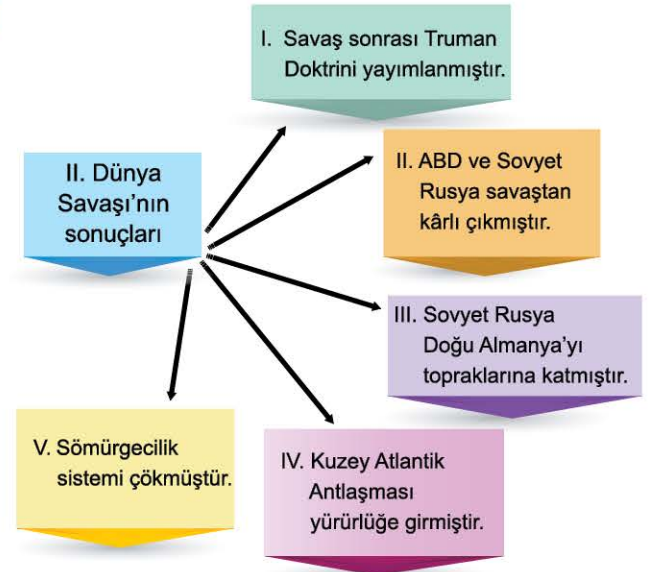 I. Savaş sonrası Truman
Doktrini yayımlanmıştır.
II. Dünya
Savaşı'nın
sonuçları
II. ABD ve Sovyet
Rusya savaştan
kârlı çıkmıştır.
III. Sovyet Rusya
Doğu Almanya'yı
topraklarına katmıştır.
IV. Kuzey Atlantik
Antlaşması
yürürlüğe girmiştir.
V. Sömürgecilik
sistemi çökmüştür.